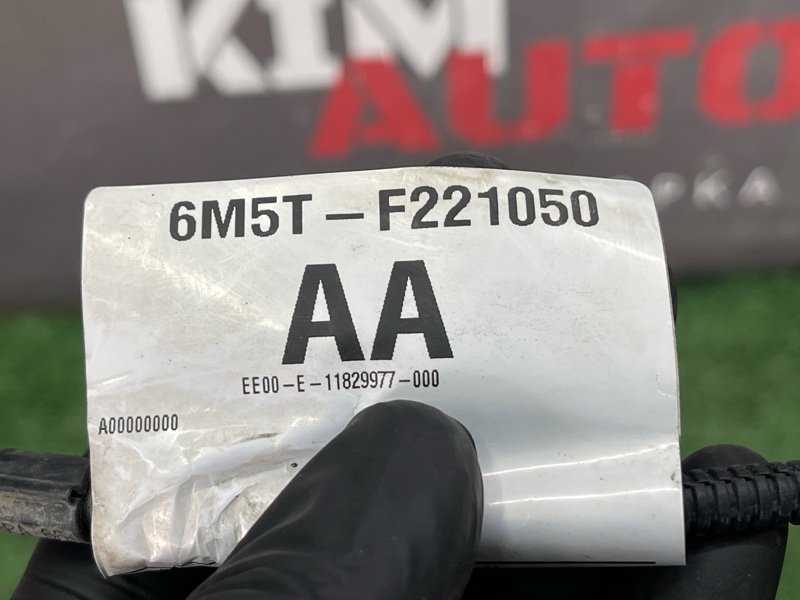 KIM
AUTO
6M5T – F221050
AA
EE00-E-11829977-000
A00000000